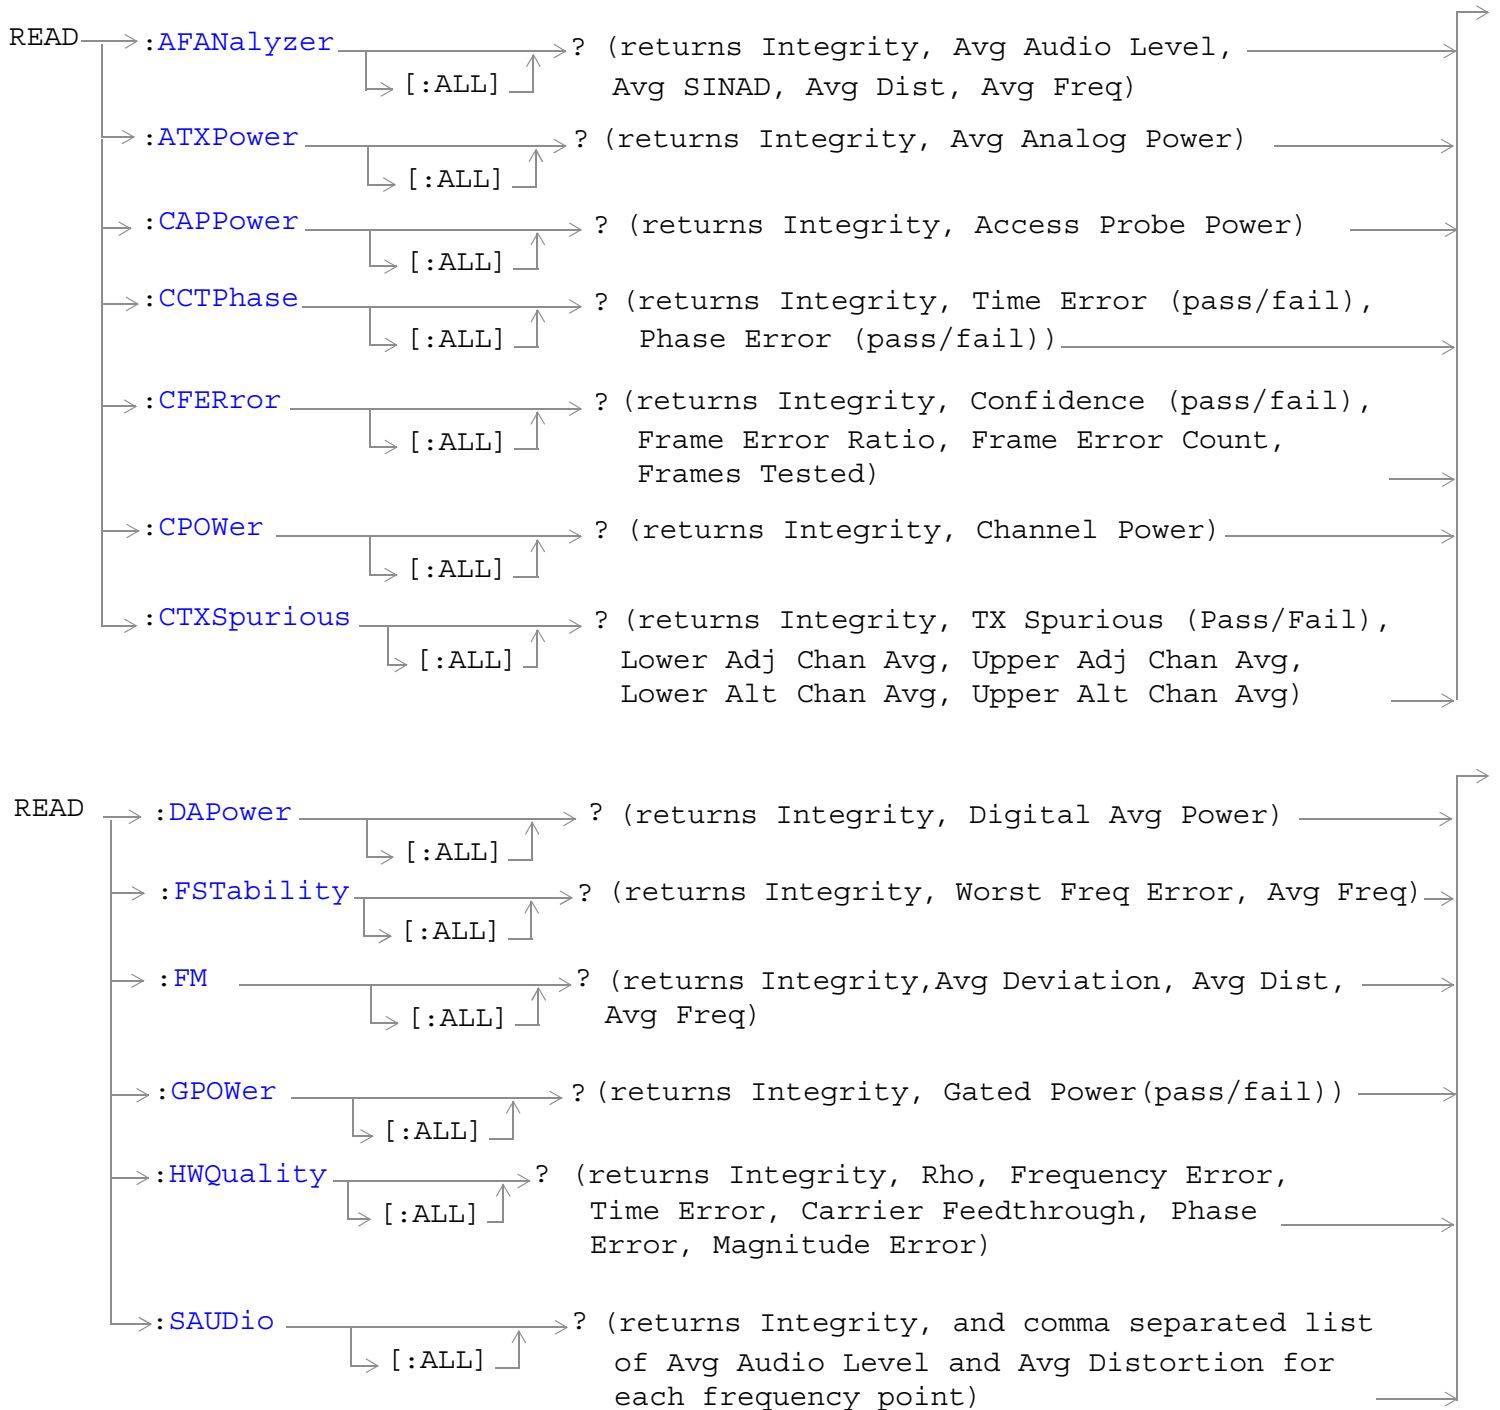 READ :AFANalyzer ? (returns Integrity, Avg Audio Level,
[:ALL] Avg SINAD, Avg Dist, Avg Freq)
:ATXPower ? (returns Integrity, Avg Analog Power)
[:ALL]
:CAPPower ? (returns Integrity, Access Probe Power)
[:ALL]
:CCTPhase ? (returns Integrity, Time Error (pass/fail),
[:ALL] Phase Error (pass/fail))
:CFERror ? (returns Integrity, Confidence (pass/fail),
[:ALL] Frame Error Ratio, Frame Error Count,
Frames Tested)
:CPOWer ? (returns Integrity, Channel Power)
[:ALL]
:CTXSpurious ? (returns Integrity, TX Spurious (Pass/Fail),
[:ALL] Lower Adj Chan Avg, Upper Adj Chan Avg,
Lower Alt Chan Avg, Upper Alt Chan Avg)
READ :DAPower ? (returns Integrity, Digital Avg Power)
[:ALL]
:FSTability ? (returns Integrity, Worst Freq Error, Avg Freq)
[:ALL]
:FM ? (returns Integrity,Avg Deviation, Avg Dist,
[:ALL] Avg Freq)
:GPOWer ? (returns Integrity, Gated Power(pass/fail))
[:ALL]
:HWQuality ? (returns Integrity, Rho, Frequency Error,
[:ALL] Time Error, Carrier Feedthrough, Phase
Error, Magnitude Error)
:SAUDio ? (returns Integrity, and comma separated list
[:ALL] of Avg Audio Level and Avg Distortion for
each frequency point)